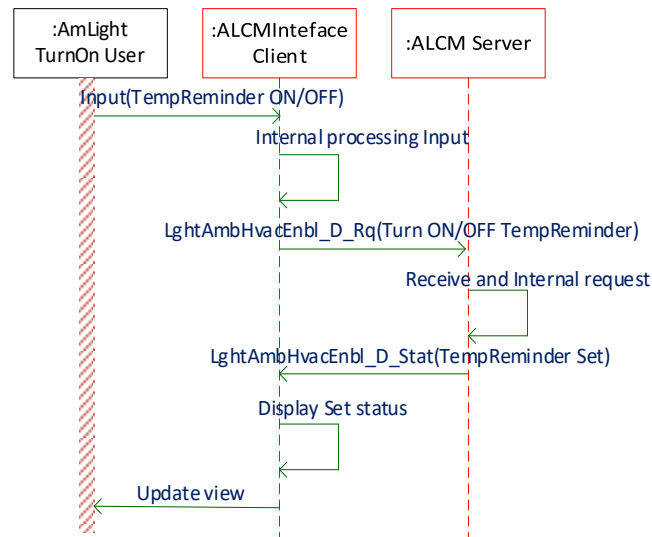 :AmLight
TurnOn User
:ALCMInteface
Client
:ALCM Server
Input(TempReminder ON/OFF)
Internal processing Input
LghtAmbHvacEnbl_D_Rq(Turn ON/OFF TempReminder)
Receive and Internal request
LghtAmbHvacEnbl_D_Stat(TempReminder Set)
Display Set status
Update view